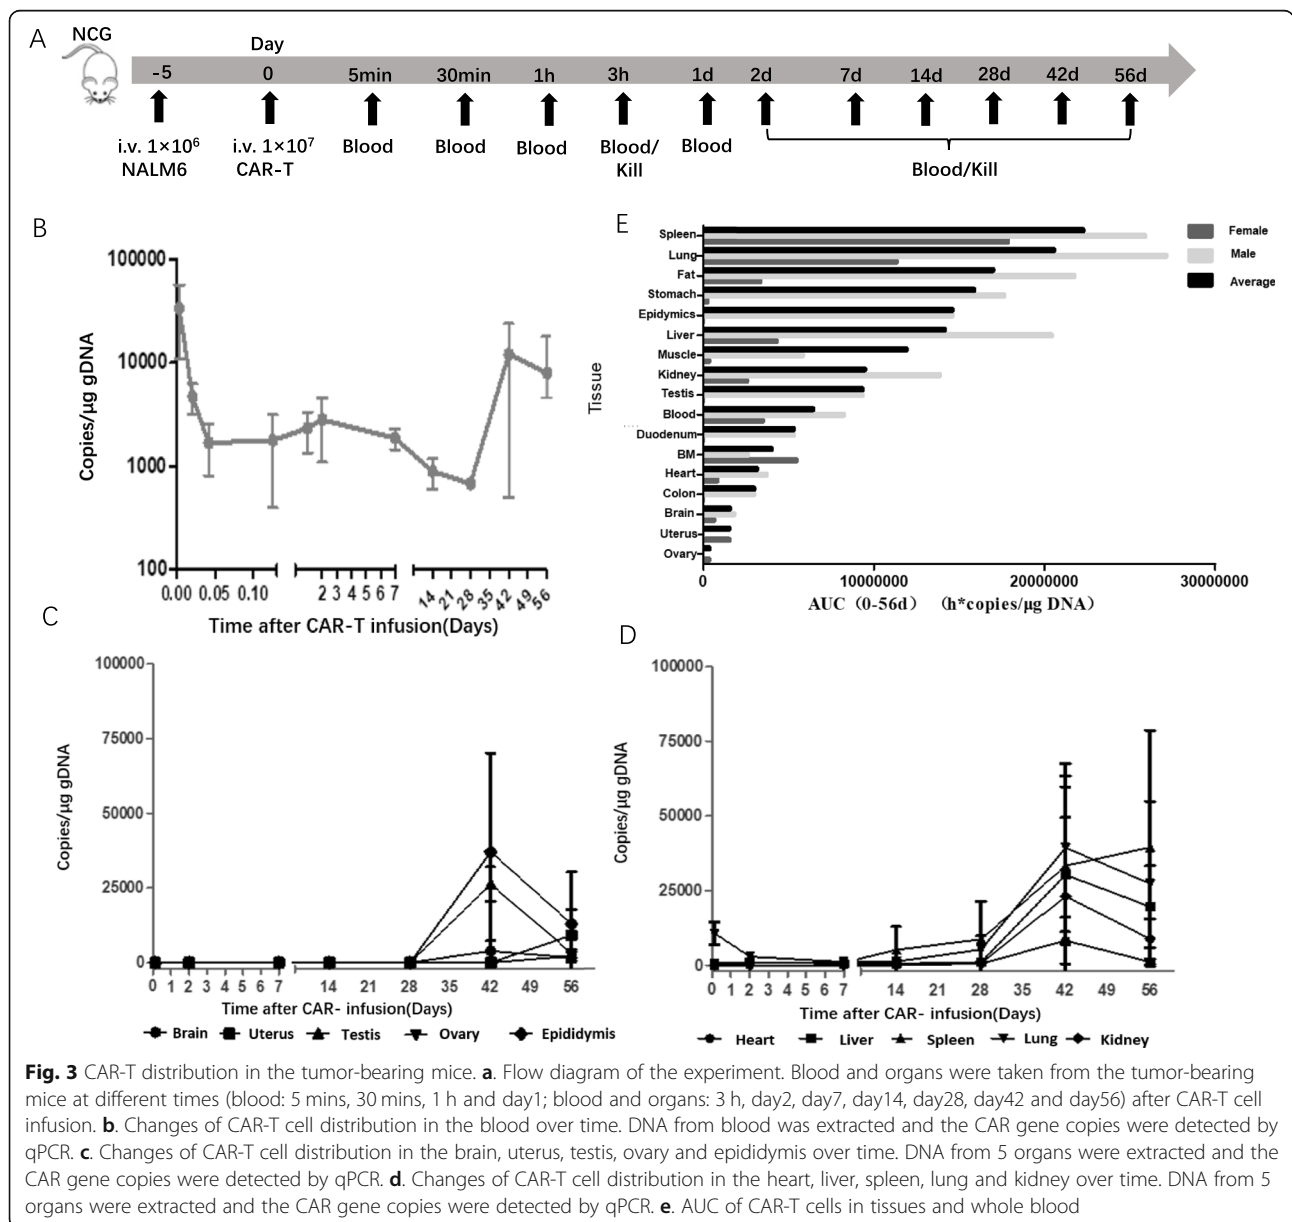 A
NCG
Day
-5 0 5min 30min 1h 3h 1d 2d 7d 14d 28d 42d 56d
i.v. 1×10⁶ i.v. 1×10⁷ Blood Blood Blood Blood/ Blood
NALM6 CAR-T Kill Blood/Kill
B
Copies/μg gDNA
100000
10000
1000
100
0.00 0.05 0.10 2 3 4 5 6 7 14 21 28 35 42 49 56
Time after CAR-T infusion(Days)
E
Tissue
Spleen
Lung
Fat
Stomach
Epidymics
Liver
Muscle
Kidney
Testis
Blood
Duodenum
BM
Heart
Colon
Brain
Uterus
Ovary
Female
Male
Average
0 10000000 20000000 30000000
AUC（0-56d） （h*copies/μg DNA）
C
Copies/μg gDNA
100000
75000
50000
25000
0
0 1 2 3 4 5 6 7 14 21 28 35 42 49 56
Time after CAR- infusion(Days)
Brain Uterus Testis Ovary Epididymis
D
Copies/μg gDNA
100000
75000
50000
25000
0
0 1 2 3 4 5 6 7 14 21 28 35 42 49 56
Time after CAR- infusion(Days)
Heart Liver Spleen Lung Kidney
Fig. 3 CAR-T distribution in the tumor-bearing mice. a. Flow diagram of the experiment. Blood and organs were taken from the tumor-bearing
mice at different times (blood: 5 mins, 30 mins, 1 h and day1; blood and organs: 3 h, day2, day7, day14, day28, day42 and day56) after CAR-T cell
infusion. b. Changes of CAR-T cell distribution in the blood over time. DNA from blood was extracted and the CAR gene copies were detected by
qPCR. c. Changes of CAR-T cell distribution in the brain, uterus, testis, ovary and epididymis over time. DNA from 5 organs were extracted and the
CAR gene copies were detected by qPCR. d. Changes of CAR-T cell distribution in the heart, liver, spleen, lung and kidney over time. DNA from 5
organs were extracted and the CAR gene copies were detected by qPCR. e. AUC of CAR-T cells in tissues and whole blood